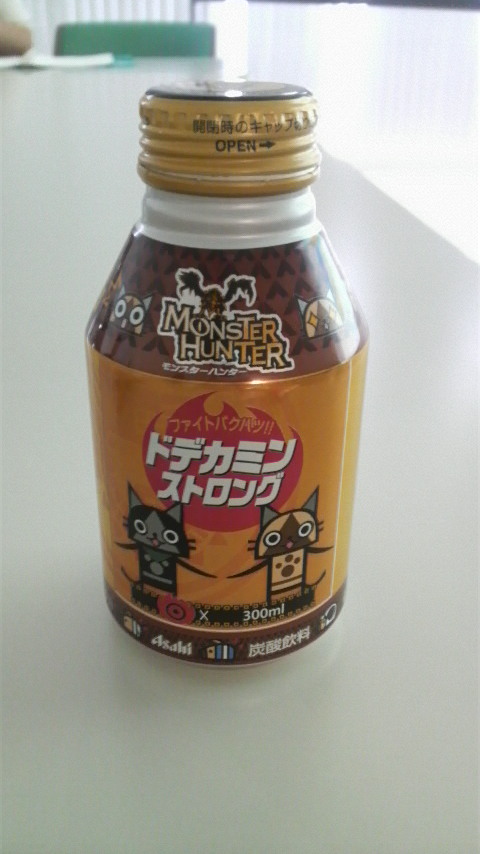 開閉時のキャップ
OPEN→
MONSTER
HUNTER
モンスターハンター
ファイトバクハツ!!
ドデカミン
ストロング
X 300ml
Asahi 炭酸飲料